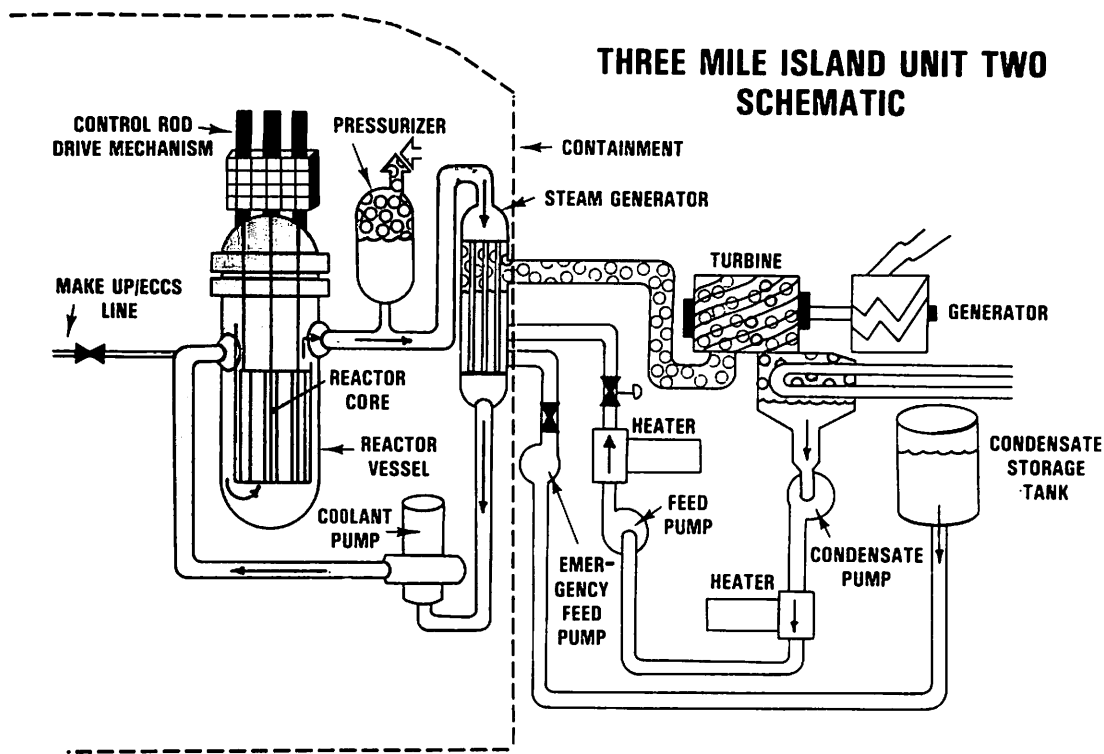 THREE MILE ISLAND UNIT TWO
SCHEMATIC
CONTROL ROD
DRIVE MECHANISM
PRESSURIZER
CONTAINMENT
STEAM GENERATOR
TURBINE
GENERATOR
MAKE UP/ECCS
LINE
REACTOR
CORE
REACTOR
VESSEL
COOLANT
PUMP
HEATER
FEED
PUMP
EMER-
GENCY
FEED
PUMP
HEATER
CONDENSATE
PUMP
CONDENSATE
STORAGE
TANK